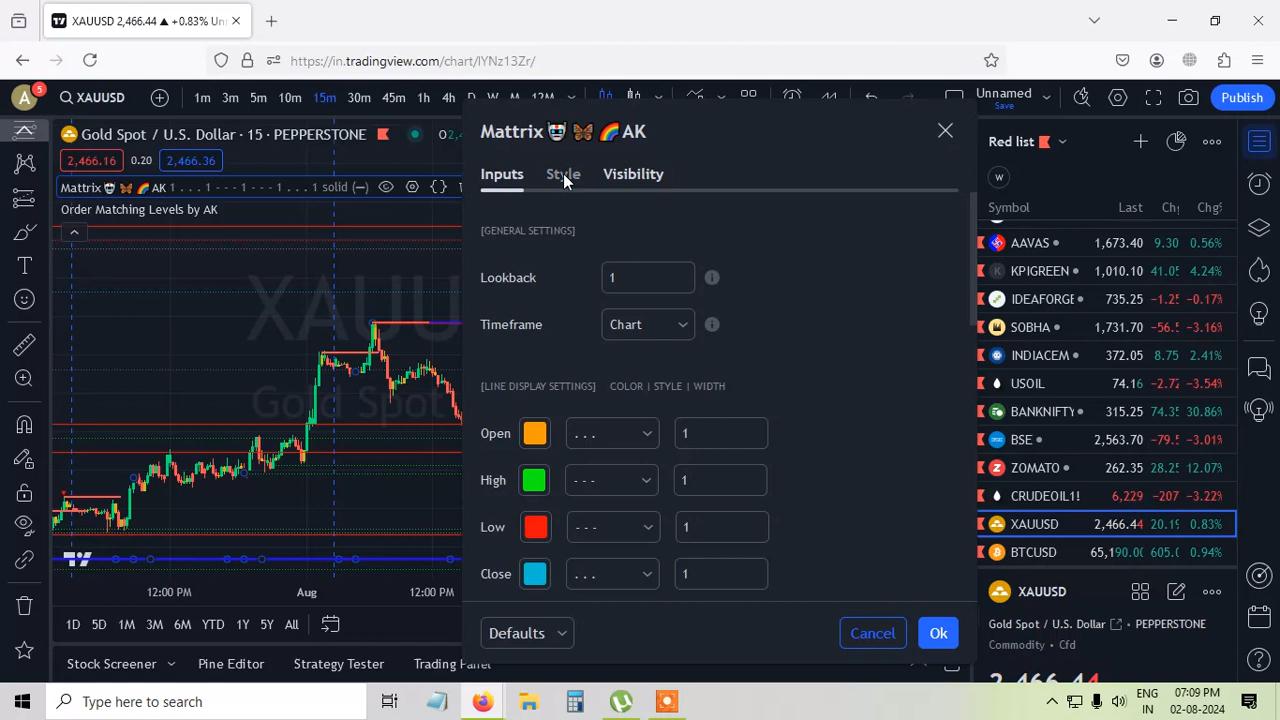 XAUUSD 2,466.44 ▲ +0.83% Un
https://in.tradingview.com/chart/IYNz13Zr/
A 5
XAUUSD
1m 3m 5m 10m 15m 30m 45m 1h 4h D W M 12M
Unnamed
Save
Publish
Gold Spot / U.S. Dollar · 15 · PEPPERSTONE
2,466.16 0.20 2,466.36
Mattrix AK 1 . . . 1 - - - 1 . . . 1 solid (—)
Order Matching Levels by AK
XAUU
Gold Sp
12:00 PM Aug 12:00 PM
1D 5D 1M 3M 6M YTD 1Y 5Y All
Stock Screener Pine Editor Strategy Tester Trading Pan
Mattrix AK
Inputs Style Visibility
[GENERAL SETTINGS]
Lookback 1
Timeframe Chart
[LINE DISPLAY SETTINGS] COLOR | STYLE | WIDTH
Open . . . 1
High - - - 1
Low - - - 1
Close . . . 1
Defaults Cancel Ok
Red list
W
Symbol Last Chg Chg%
AAVAS 1,673.40 9.30 0.56%
KPIGREEN 1,010.10 41.05 4.24%
IDEAFORGE 735.25 -1.25 -0.17%
SOBHA 1,731.70 -56.5 -3.16%
INDIACEM 372.05 8.75 2.41%
USOIL 74.16 -2.72 -3.54%
BANKNIFTY 315.25 74.35 30.86%
BSE 2,563.70 -79.5 -3.01%
ZOMATO 262.35 28.25 12.07%
CRUDEOIL1! 6,229 -207 -3.22%
XAUUSD 2,466.44 20.19 0.83%
BTCUSD 65,190.00 605.0 0.94%
XAUUSD
Gold Spot / U.S. Dollar PEPPERSTONE
Commodity · Cfd
2,466.44
Type here to search
ENG
IN
07:09 PM
02-08-2024